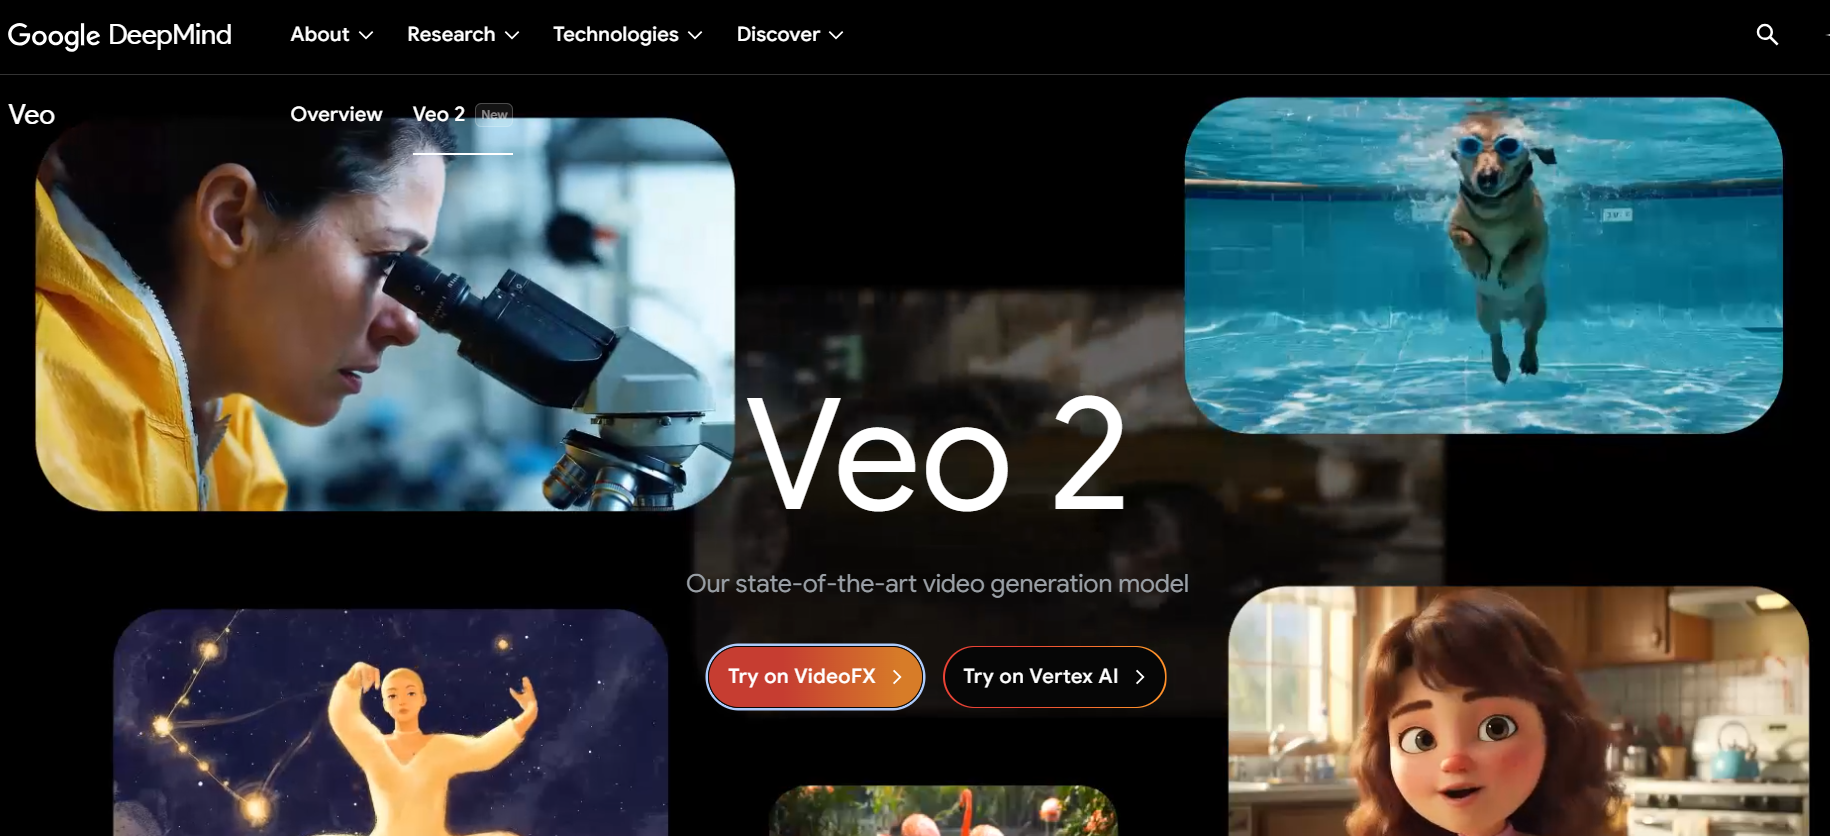 Google DeepMind
About
Research
Technologies
Discover
Veo
Overview
Veo 2
New
Veo 2
Our state-of-the-art video generation model
Try on VideoFX
Try on Vertex AI